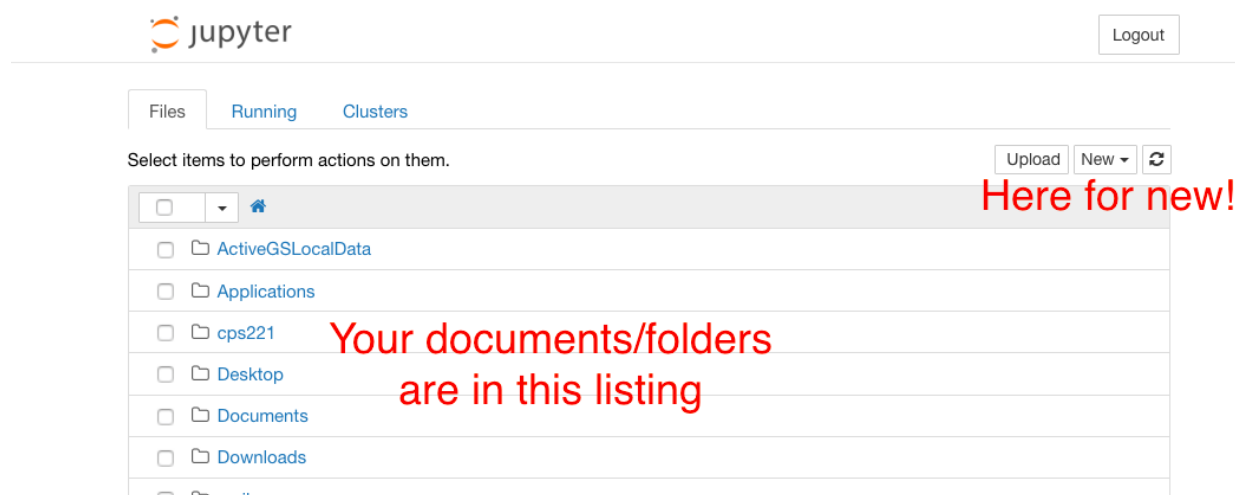 jupyter
Logout
Files Running Clusters
Select items to perform actions on them.
Upload New
Here for new!
ActiveGSLocalData
Applications
cps221
Your documents/folders
are in this listing
Desktop
Documents
Downloads